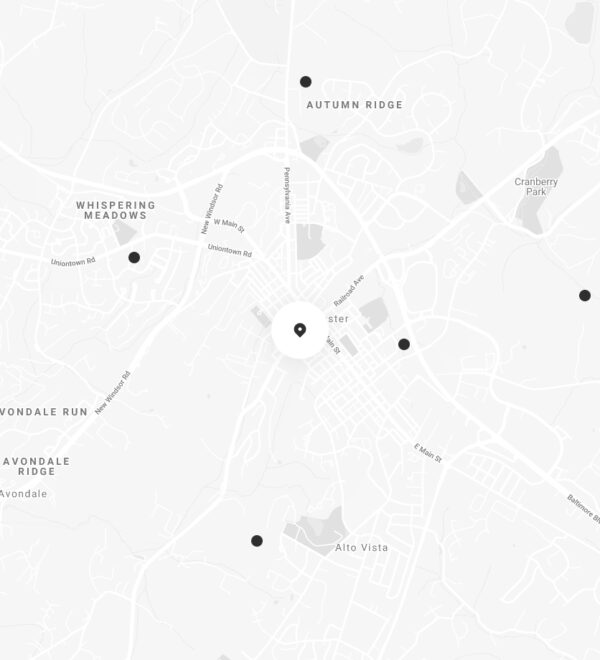 AUTUMN RIDGE
Pennsylvania Ave
Cranberry
Park
New Windsor Rd
WHISPERING
MEADOWS
W Main St
Uniontown Rd
Uniontown Rd
Railroad Ave
ster
ain St
New Windsor Rd
VONDALE RUN
E Main St
AVONDALE
RIDGE
Avondale
Baltimore Bl
Alto Vista